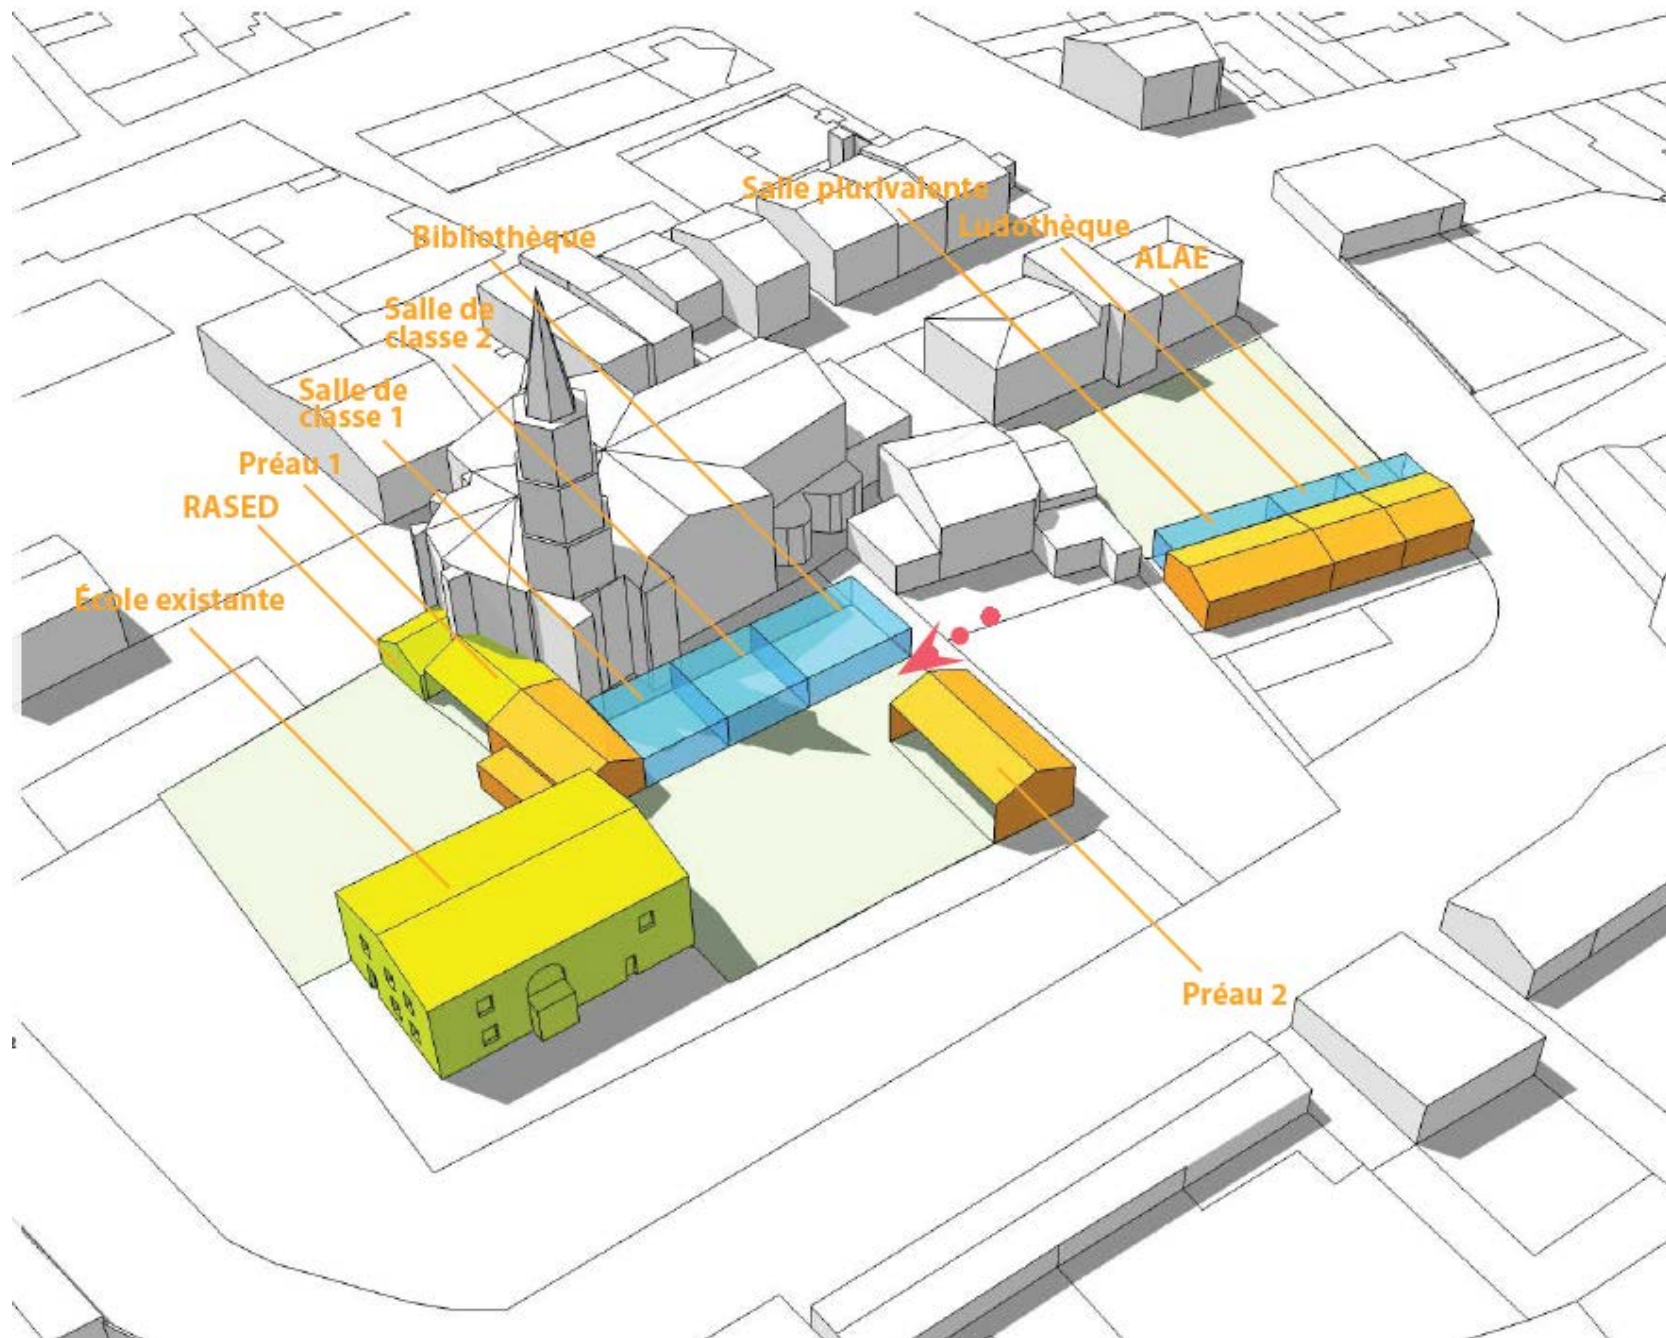 Salle plurivalente
Ludothèque
Bibliothèque
ALAE
Salle de
classe 2
Salle de
classe 1
Préau 1
RASED
École existante
Préau 2